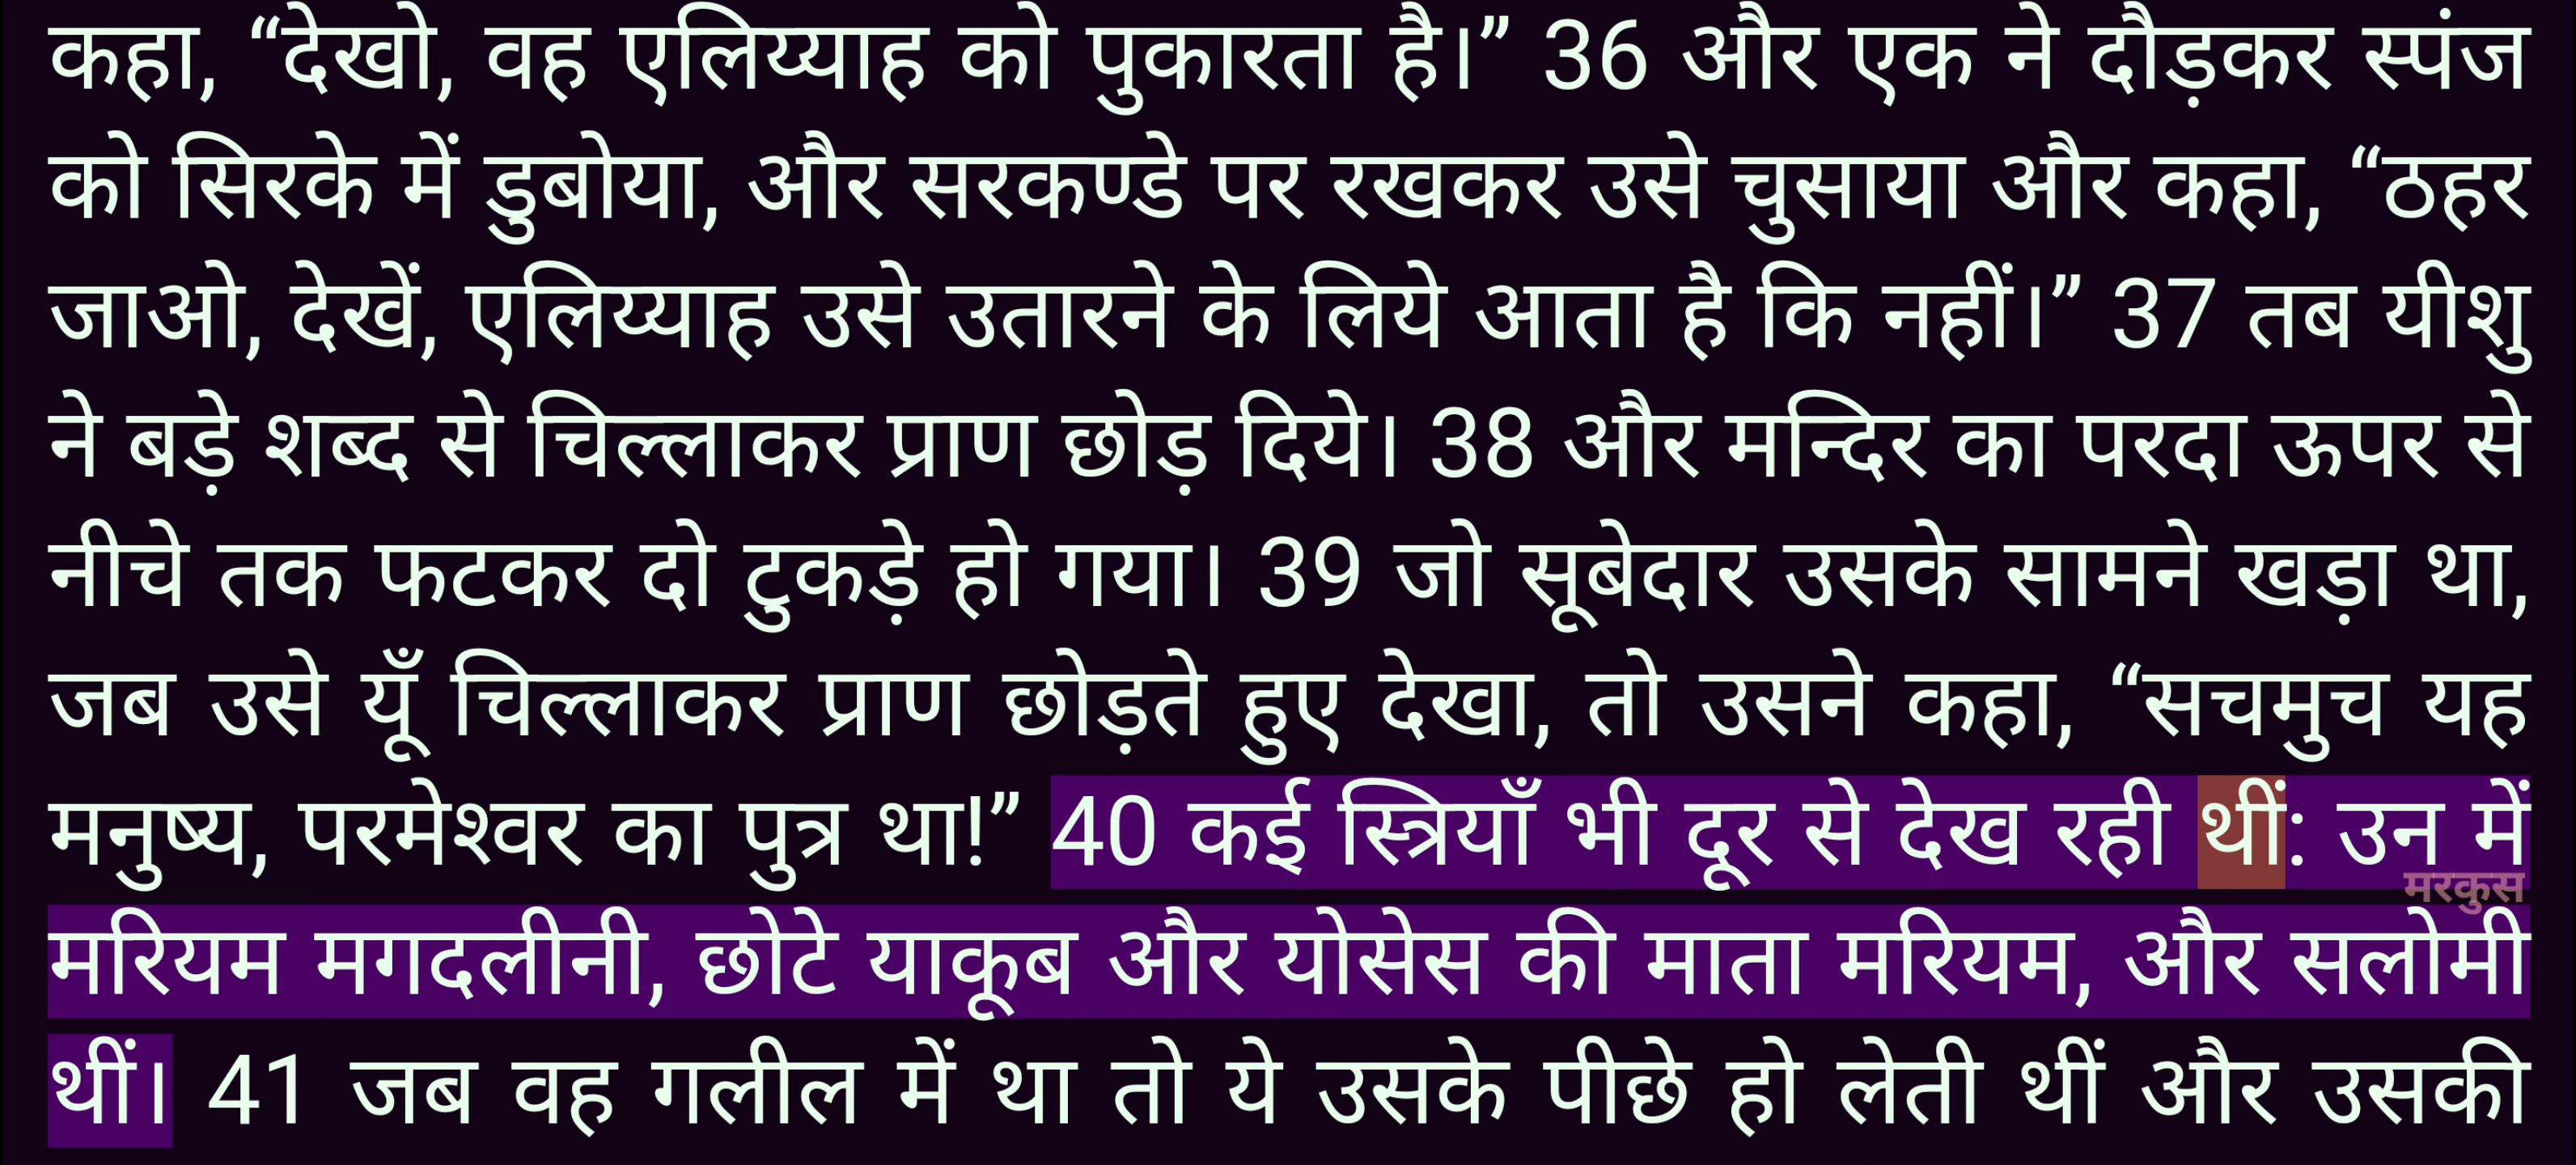 कहा, “देखो, वह एलिय्याह को पुकारता है।” 36 और एक ने दौड़कर स्पंज
को सिरके में डुबोया, और सरकण्डे पर रखकर उसे चुसाया और कहा, “ठहर
जाओ, देखें, एलिय्याह उसे उतारने के लिये आता है कि नहीं।” 37 तब यीशु
ने बड़े शब्द से चिल्लाकर प्राण छोड़ दिये। 38 और मन्दिर का परदा ऊपर से
नीचे तक फटकर दो टुकड़े हो गया। 39 जो सूबेदार उसके सामने खड़ा था,
जब उसे यूँ चिल्लाकर प्राण छोड़ते हुए देखा, तो उसने कहा, “सचमुच यह
मनुष्य, परमेश्वर का पुत्र था!” 40 कई स्त्रियाँ भी दूर से देख रही थीं: उन में
मरकुस
मरियम मगदलीनी, छोटे याकूब और योसेस की माता मरियम, और सलोमी
थीं। 41 जब वह गलील में था तो ये उसके पीछे हो लेती थीं और उसकी